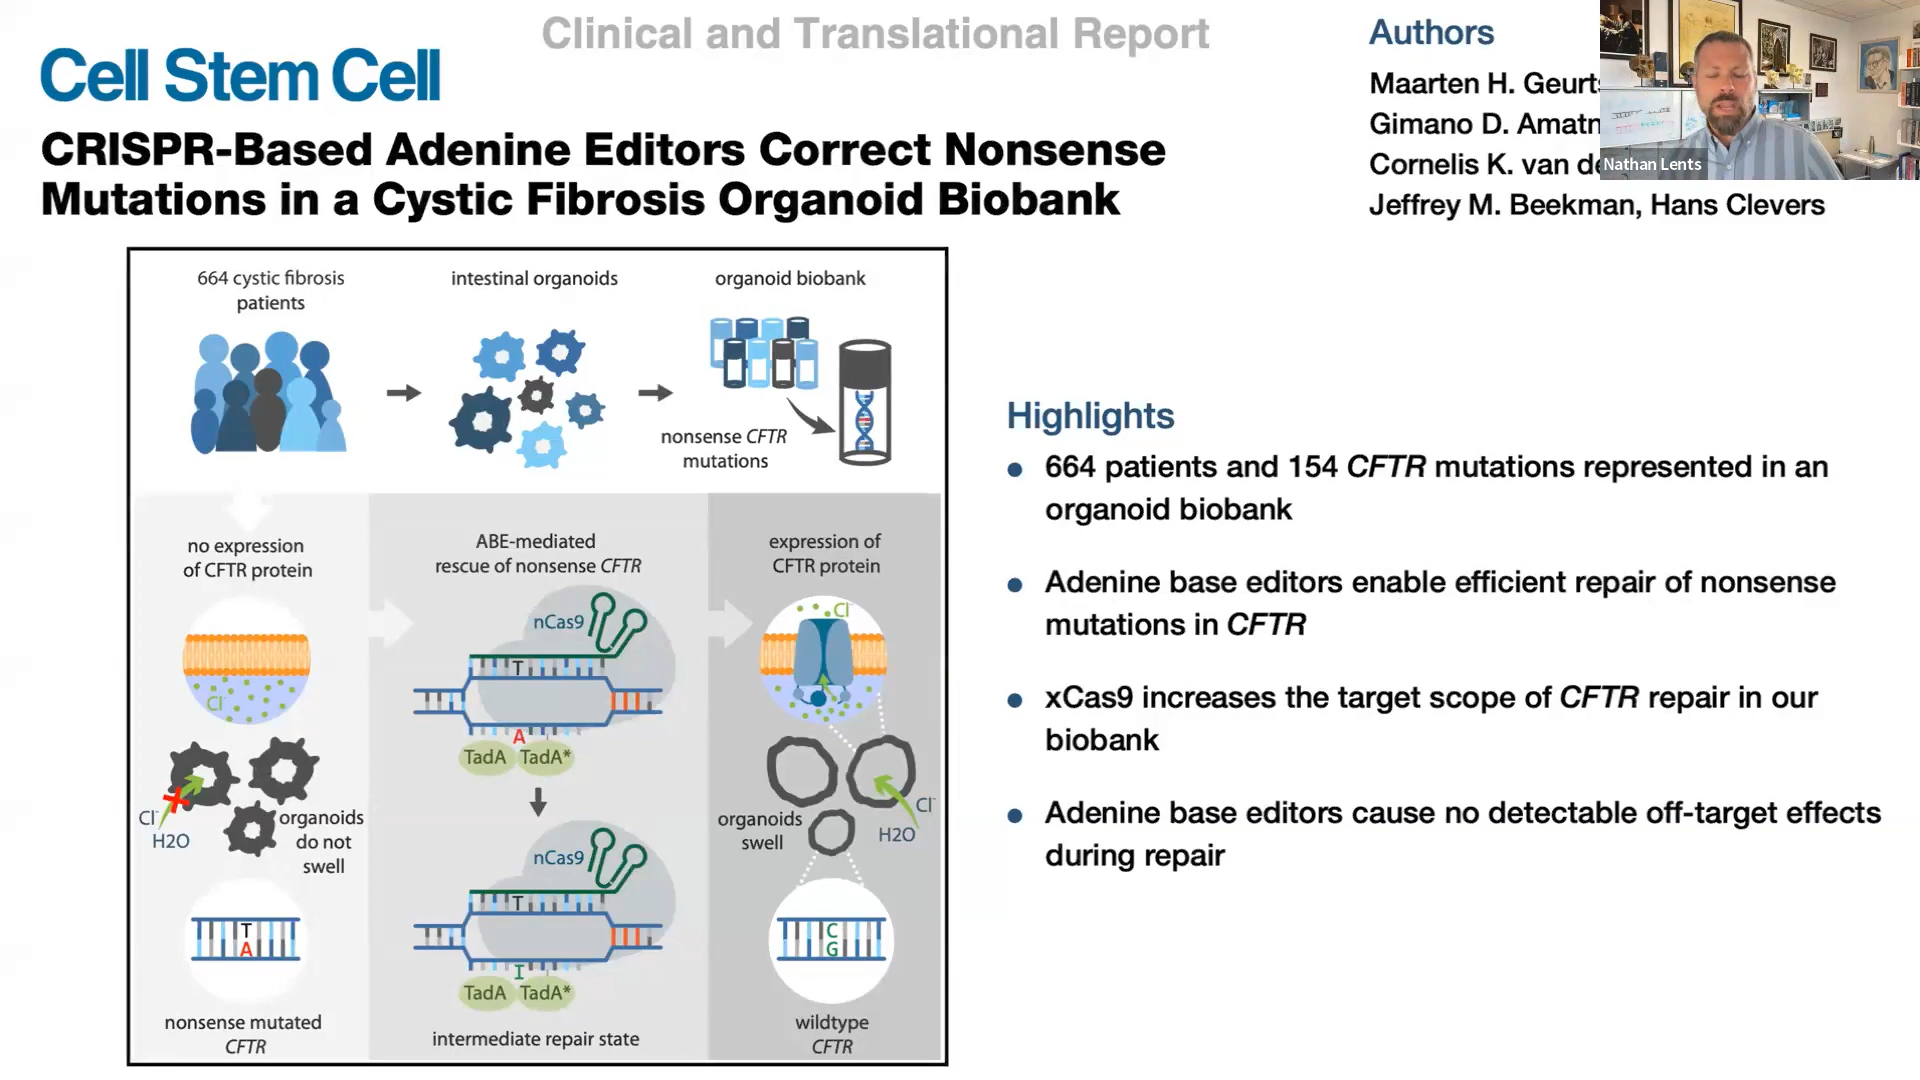 Clinical and Translational Report
Cell Stem Cell
CRISPR-Based Adenine Editors Correct Nonsense
Mutations in a Cystic Fibrosis Organoid Biobank
Authors
Maarten H.
Gimano D.
Cornelis K. van
Jeffrey M. Beekman, Hans Clevers
Nathan Lents
664 cystic fibrosis
patients
intestinal organoids
organoid biobank
nonsense CFTR
mutations
no expression
of CFTR protein
Cl-
Cl-
H2O
organoids
do not
swell
T
A
nonsense mutated
CFTR
ABE-mediated
rescue of nonsense CFTR
nCas9
T
A
TadA TadA*
nCas9
T
I
TadA TadA*
intermediate repair state
expression of
CFTR protein
Cl-
organoids
swell
Cl-
H2O
C
G
wildtype
CFTR
Highlights
• 664 patients and 154 CFTR mutations represented in an
organoid biobank
• Adenine base editors enable efficient repair of nonsense
mutations in CFTR
• xCas9 increases the target scope of CFTR repair in our
biobank
• Adenine base editors cause no detectable off-target effects
during repair